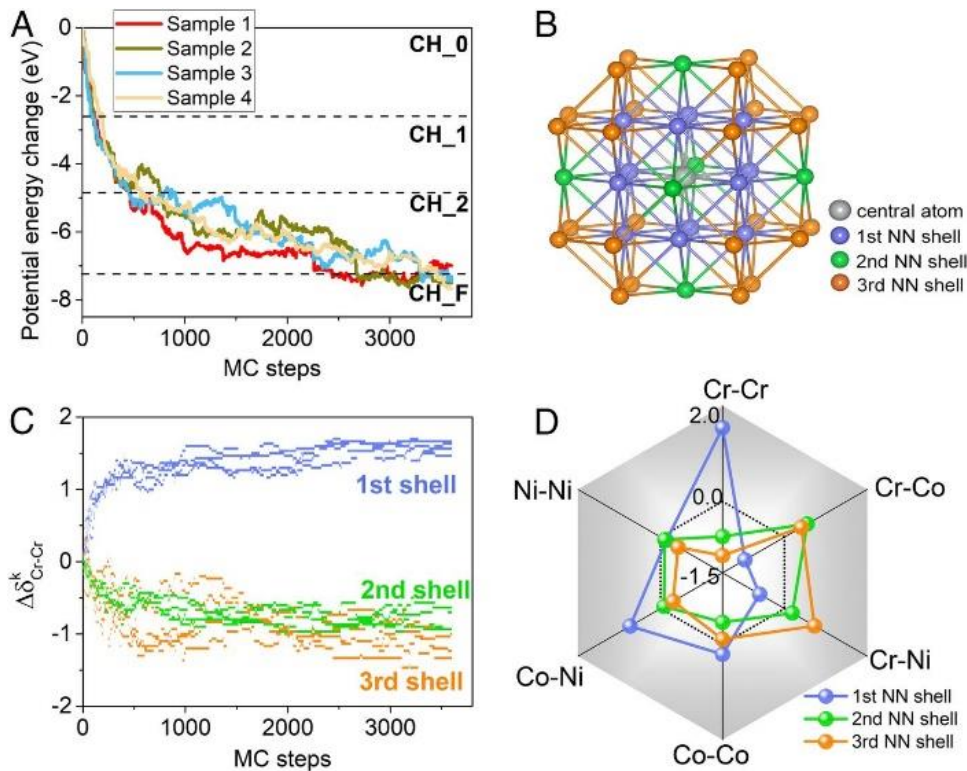 A
Potential energy change (eV)
0
-2
-4
-6
-8
Sample 1
Sample 2
Sample 3
Sample 4
CH_0
CH_1
CH_2
CH_F
0
1000
2000
3000
MC steps
B
central atom
1st NN shell
2nd NN shell
3rd NN shell
C
Δδ^k_Cr-Cr
2
1
0
-1
-2
1st shell
2nd shell
3rd shell
0
1000
2000
3000
MC steps
D
Cr-Cr
2.0
Ni-Ni
0.0
Cr-Co
-1.5
Co-Ni
Cr-Ni
Co-Co
1st NN shell
2nd NN shell
3rd NN shell